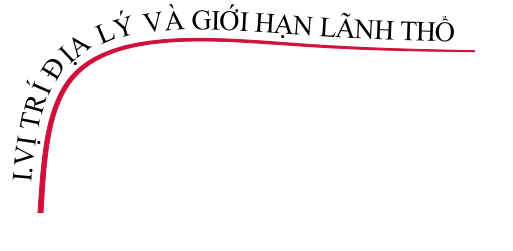 I.VỊ TRÍ ĐỊA LÝ VÀ GIỚI HẠN LÃNH THỔ